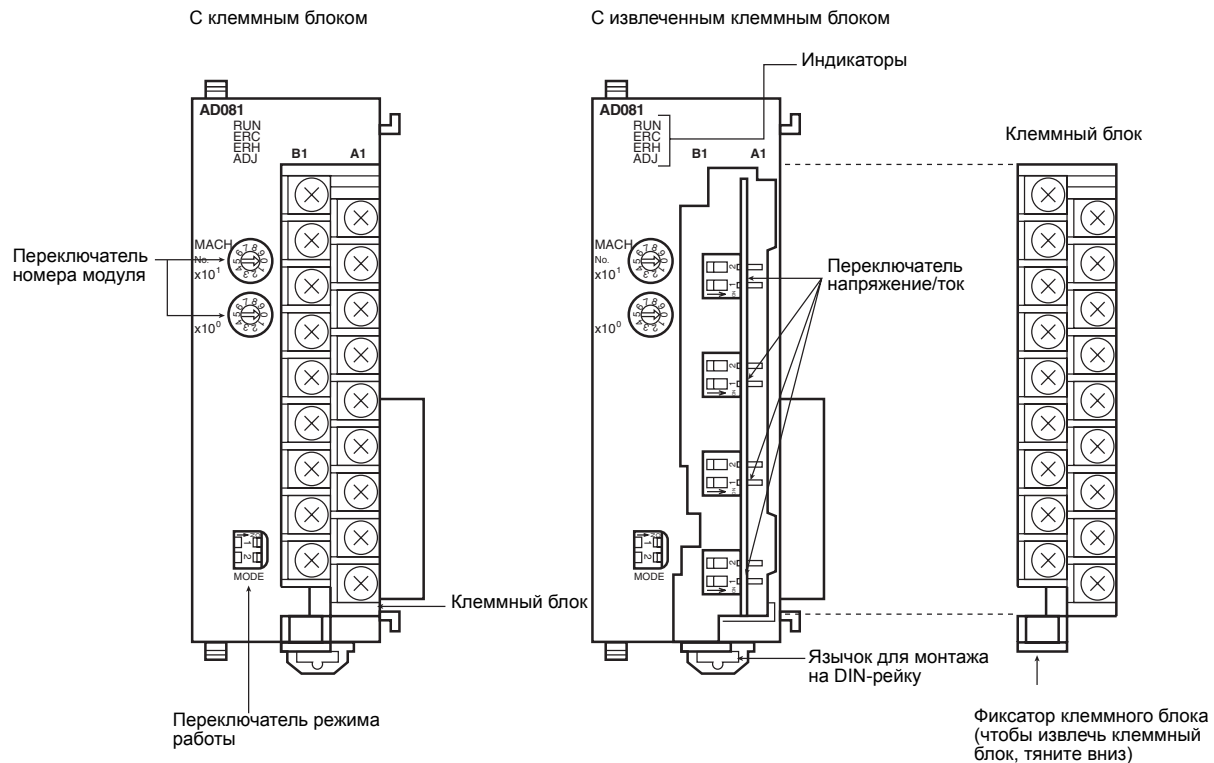 С клеммным блоком
С извлеченным клеммным блоком
Индикаторы
AD081
RUN
ERC
ERH
ADJ
B1 A1
MACH
No.
x10¹
x10⁰
Переключатель
номера модуля
MODE
Клеммный блок
Переключатель режима
работы
AD081
RUN
ERC
ERH
ADJ
B1 A1
MACH
No.
x10¹
x10⁰
MODE
Переключатель
напряжение/ток
Язычок для монтажа
на DIN-рейку
Клеммный блок
Фиксатор клеммного блока
(чтобы извлечь клеммный
блок, тяните вниз)